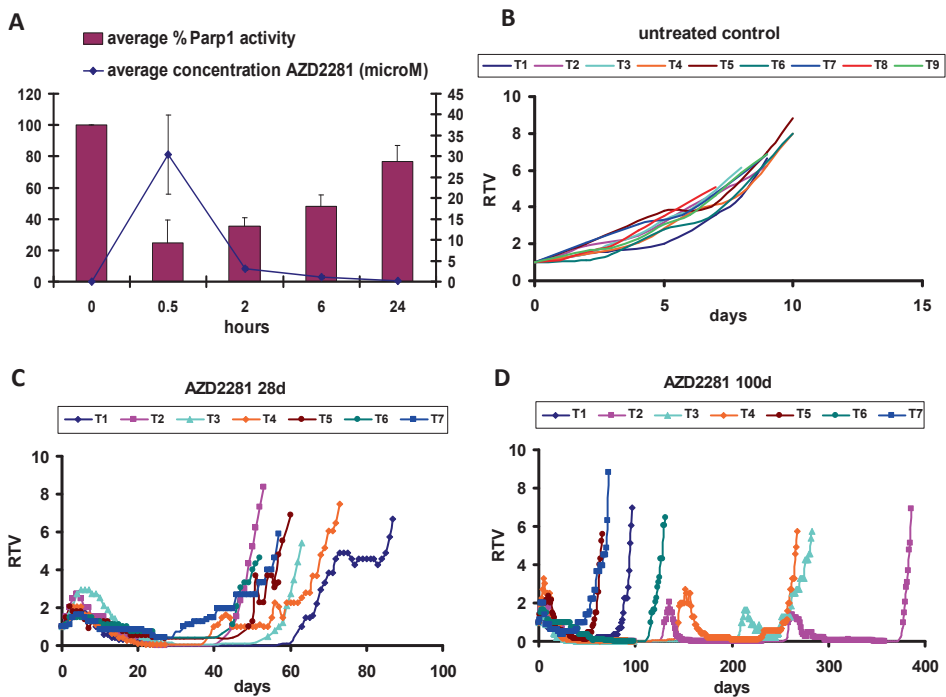 A
average % Parp1 activity
average concentration AZD2281 (microM)
120
100
80
60
40
20
0
45
40
35
30
25
20
15
10
5
0
0 0.5 2 6 24
hours
B
untreated control
T1 T2 T3 T4 T5 T6 T7 T8 T9
10
8
6
4
2
0
RTV
0 5 10 15
days
C
AZD2281 28d
T1 T2 T3 T4 T5 T6 T7
10
8
6
4
2
0
RTV
0 20 40 60 80 100
days
D
AZD2281 100d
T1 T2 T3 T4 T5 T6 T7
10
8
6
4
2
0
RTV
0 100 200 300 400
days